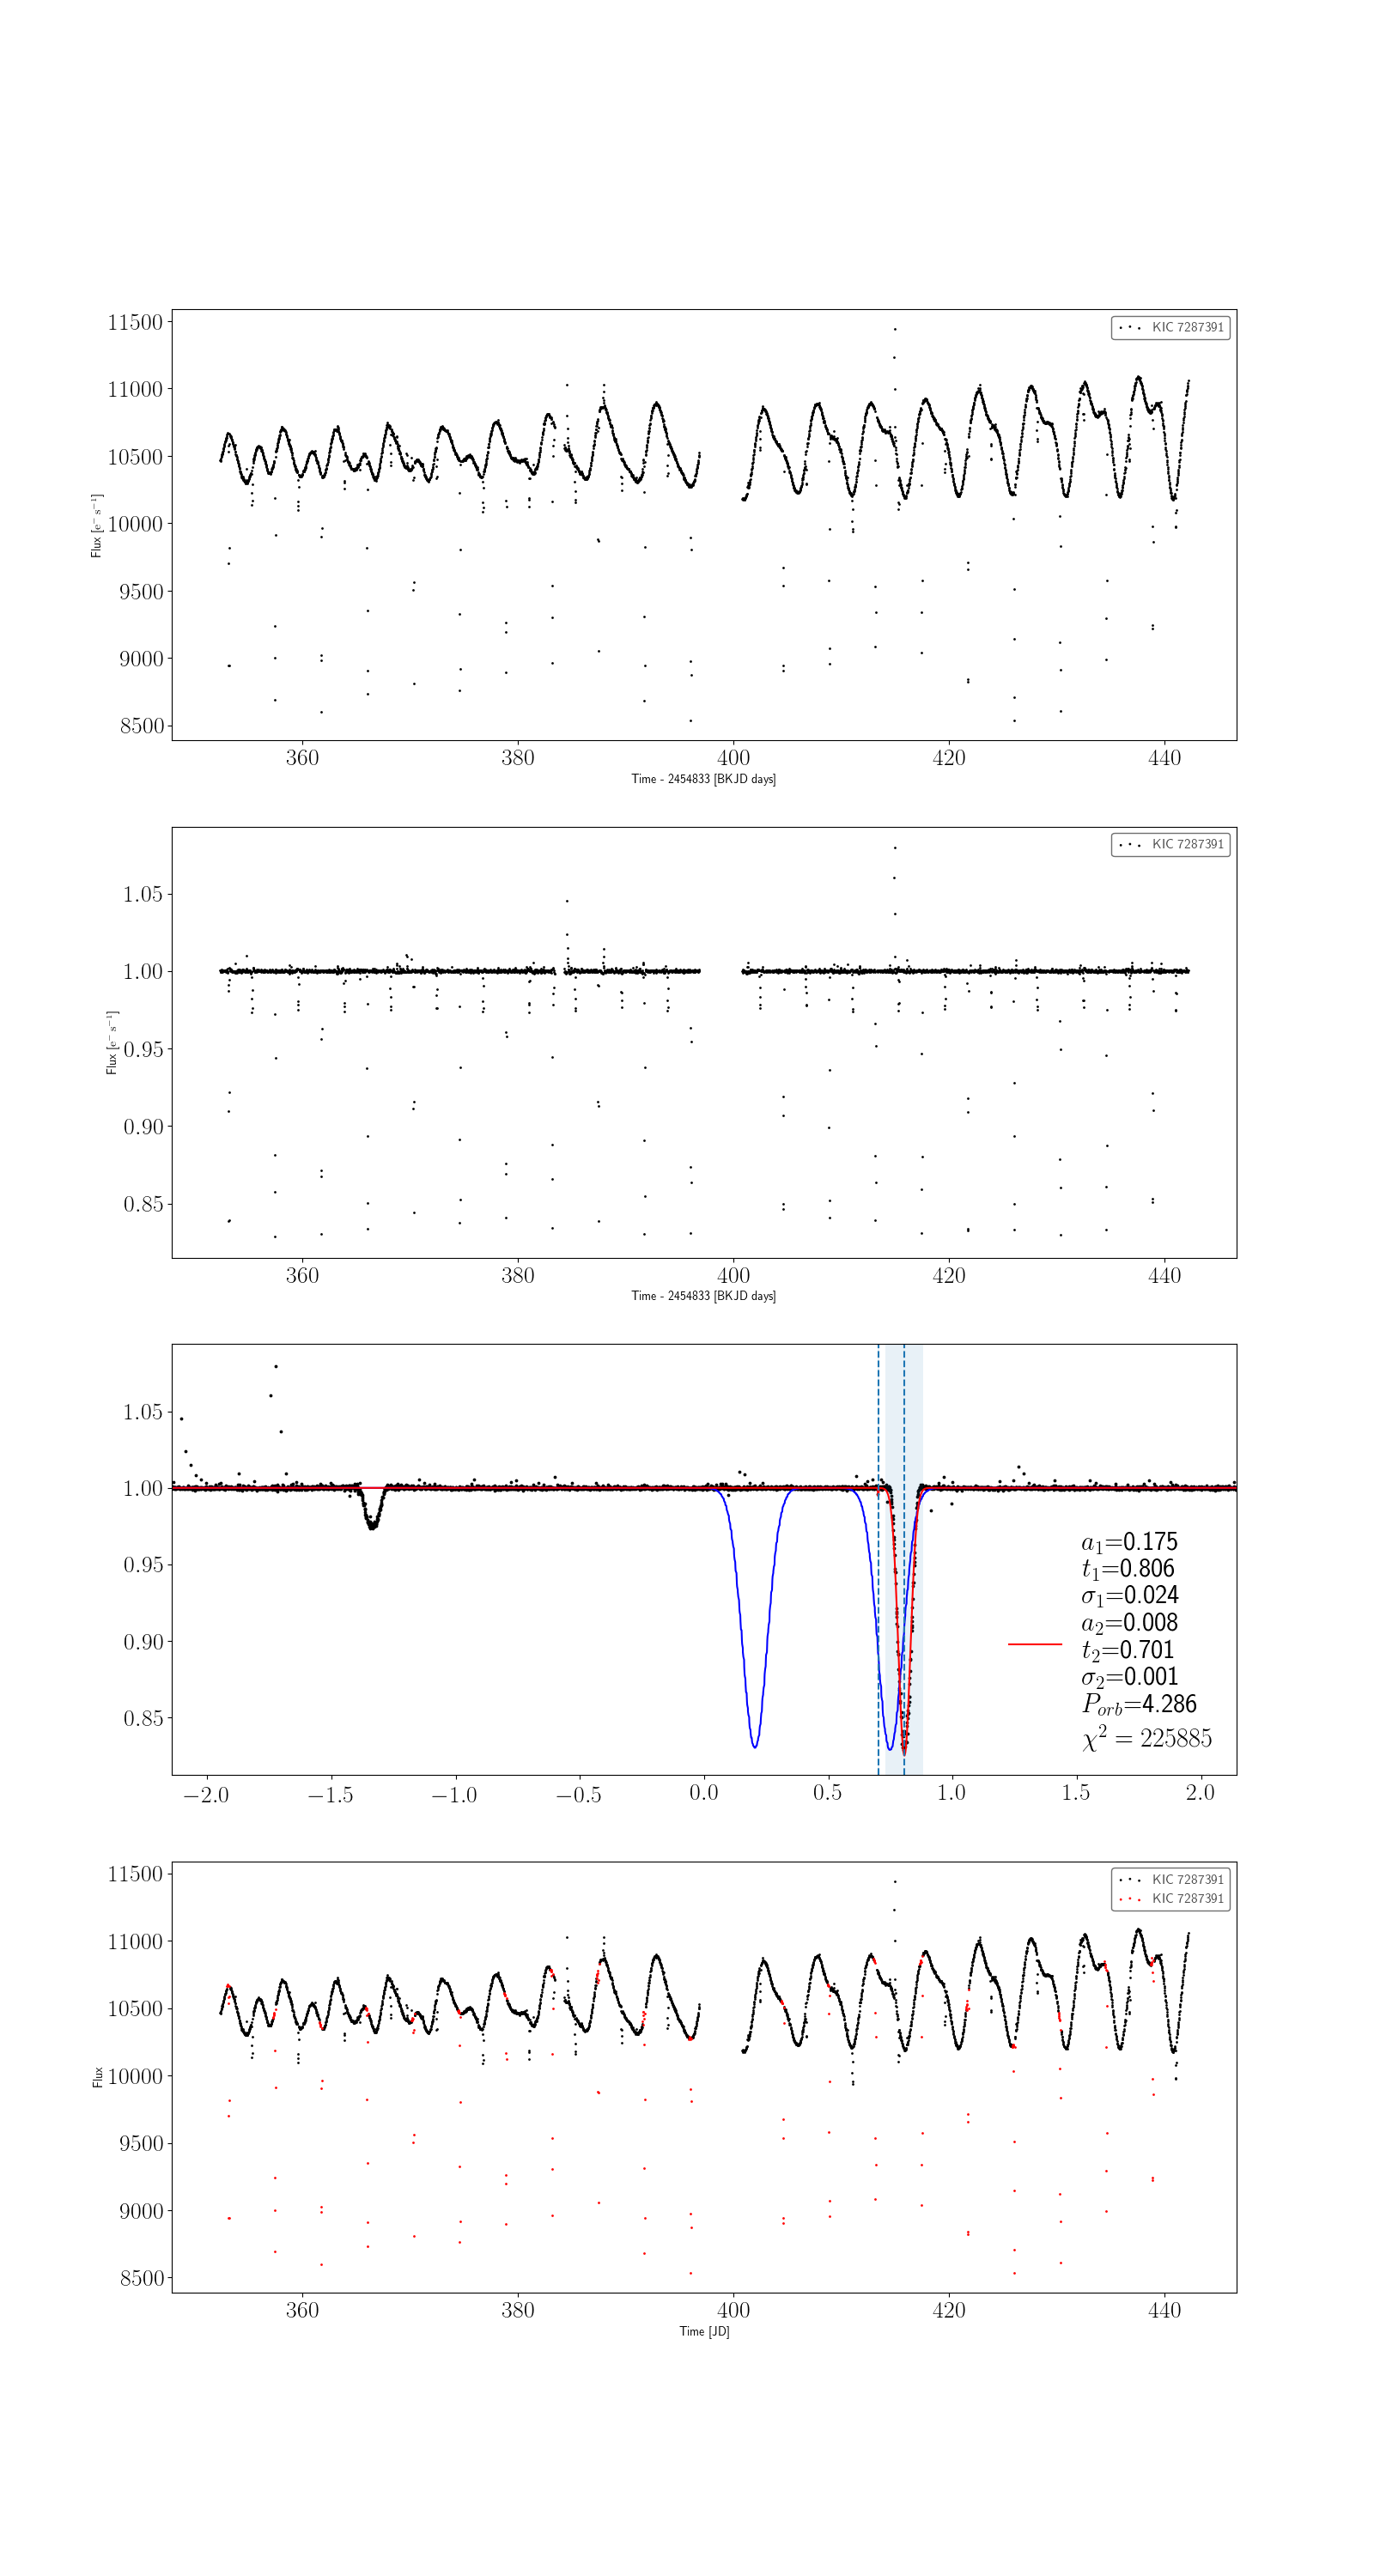 11500
11000
10500
10000
9500
9000
8500
Flux [e⁻ s⁻¹]
KIC 7287391
360 380 400 420 440
Time - 2454833 [BKJD days]
1.05
1.00
0.95
0.90
0.85
Flux [e⁻ s⁻¹]
KIC 7287391
360 380 400 420 440
Time - 2454833 [BKJD days]
1.05
1.00
0.95
0.90
0.85
a₁=0.175
t₁=0.806
σ₁=0.024
a₂=0.008
t₂=0.701
σ₂=0.001
P_orb=4.286
χ² = 225885
−2.0 −1.5 −1.0 −0.5 0.0 0.5 1.0 1.5 2.0
11500
11000
10500
10000
9500
9000
8500
Flux
KIC 7287391
KIC 7287391
360 380 400 420 440
Time [JD]